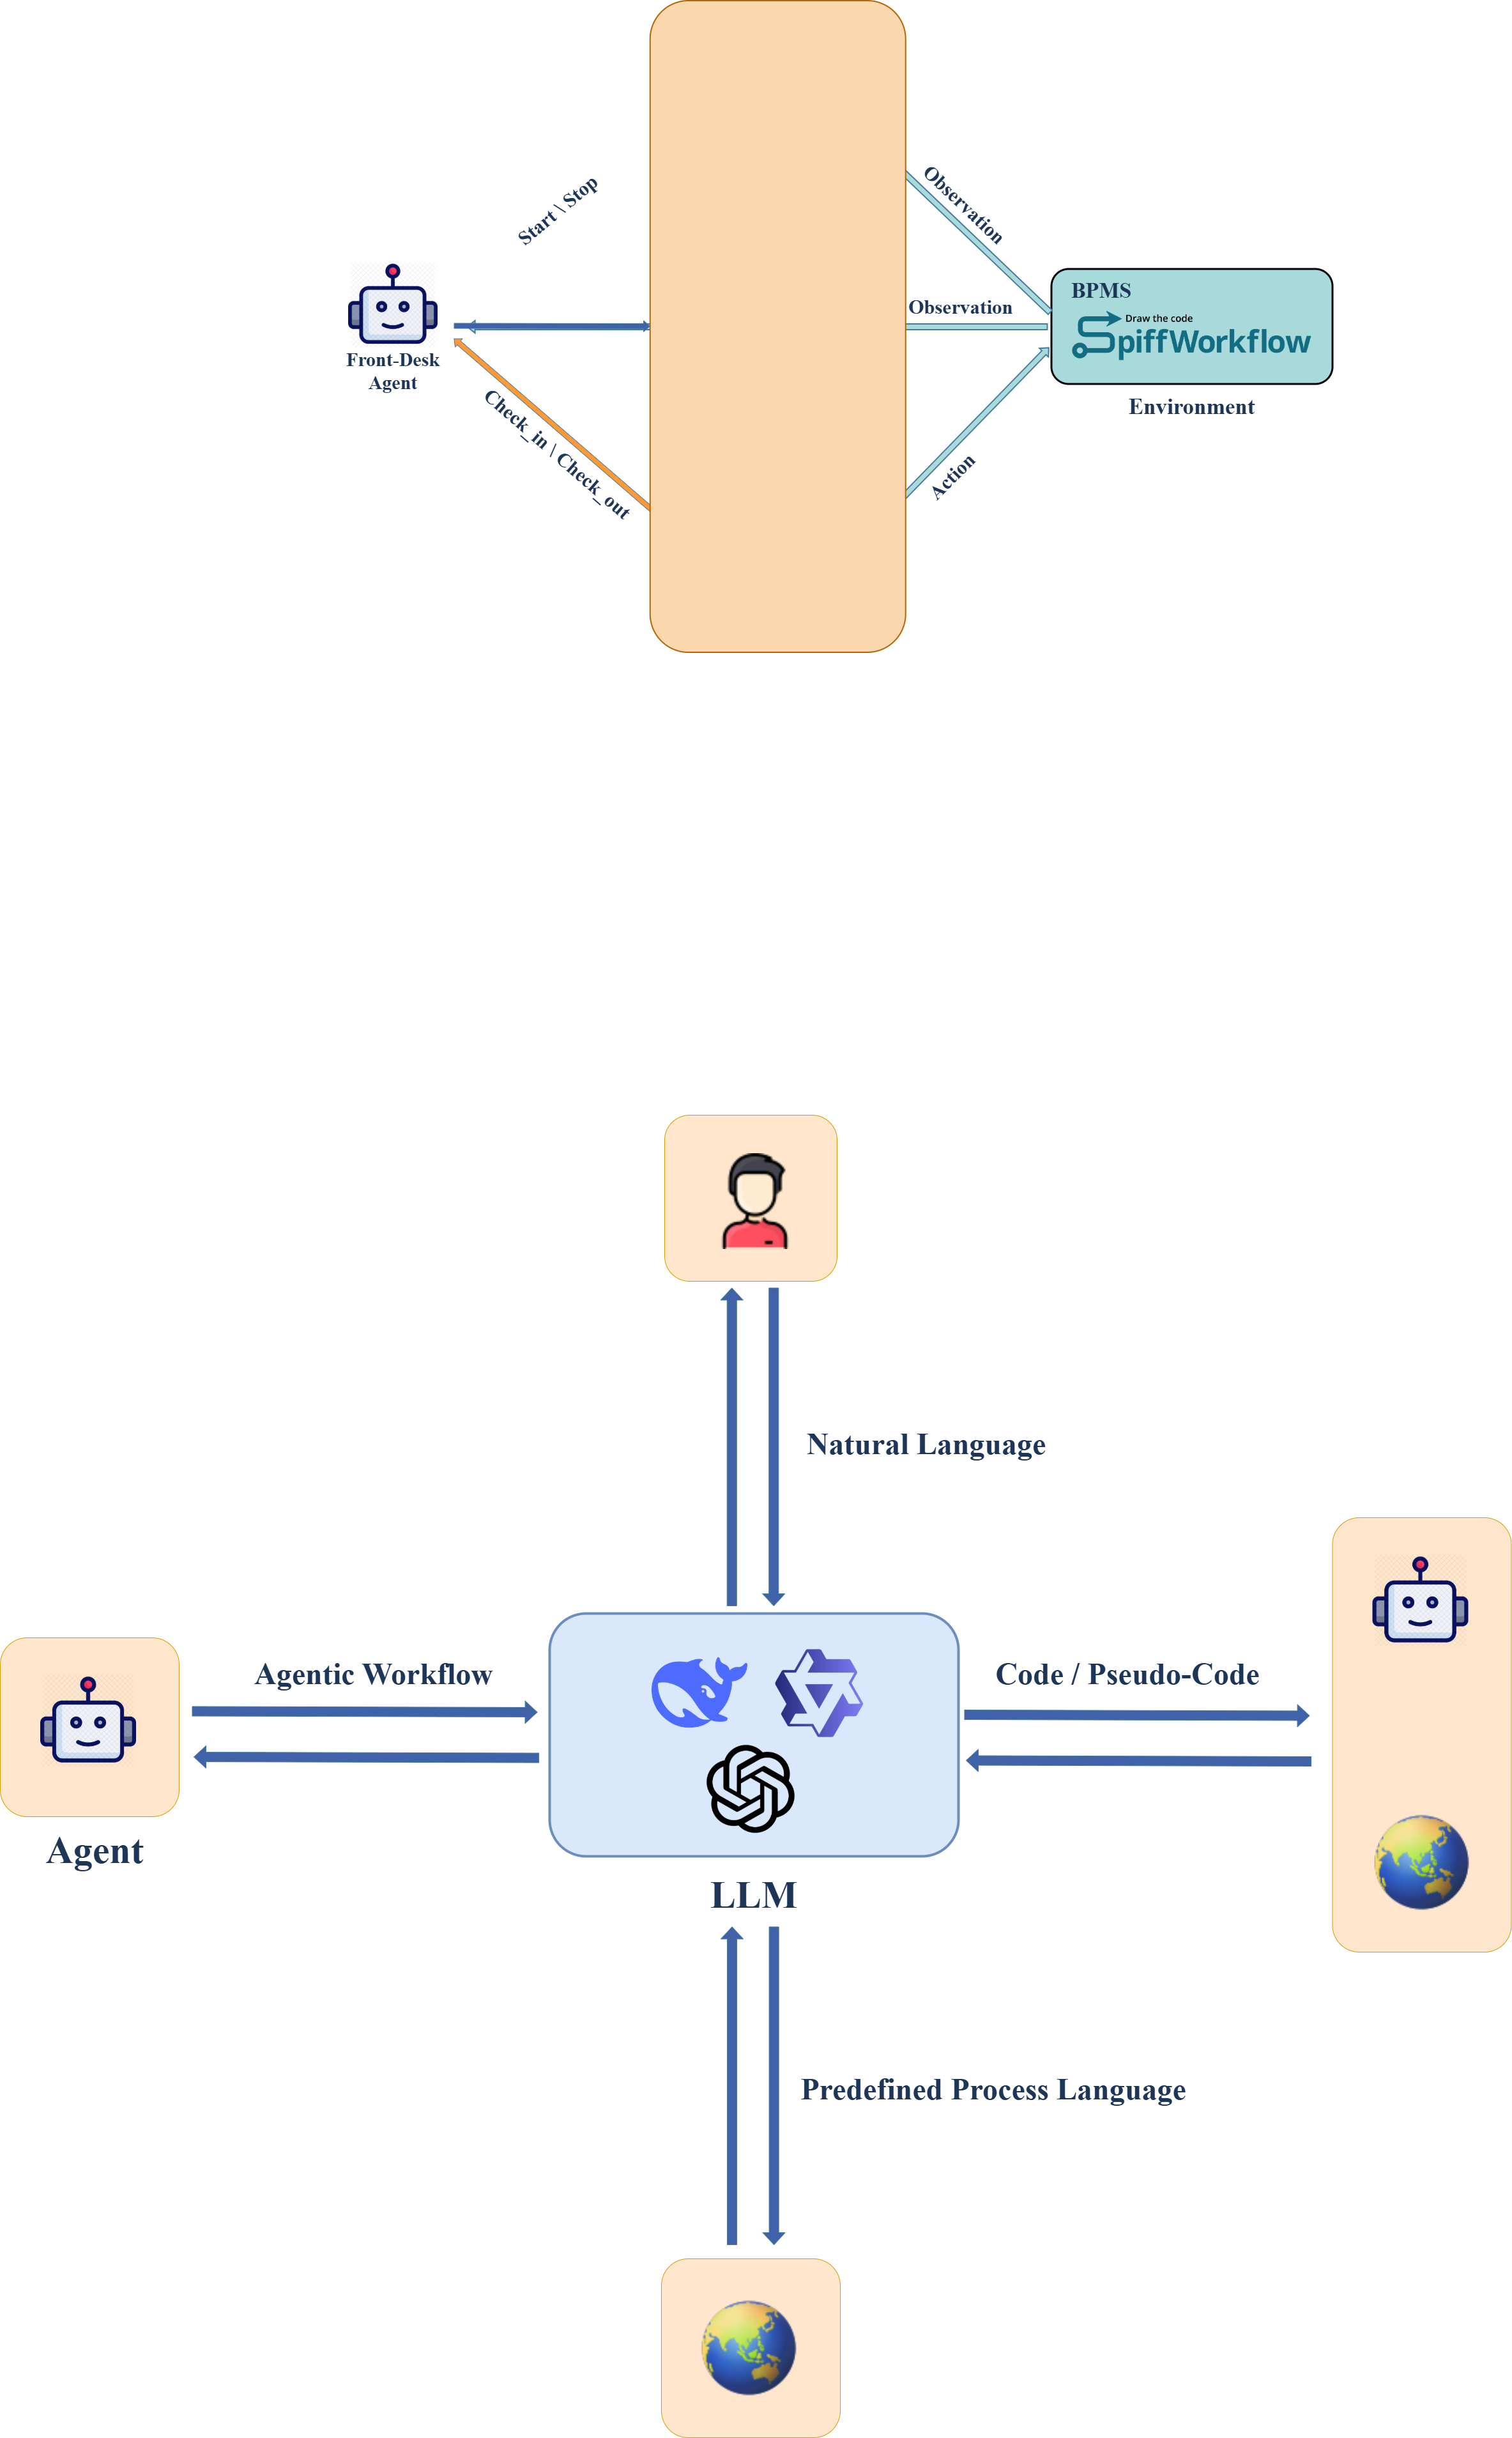 Start \ Stop
Observation
Front-Desk
Agent
Observation
BPMS
Draw the code
SpiffWorkflow
Environment
Check_in | Check_out
Action
Natural Language
Agentic Workflow
Code / Pseudo-Code
Agent
LLM
Predefined Process Language